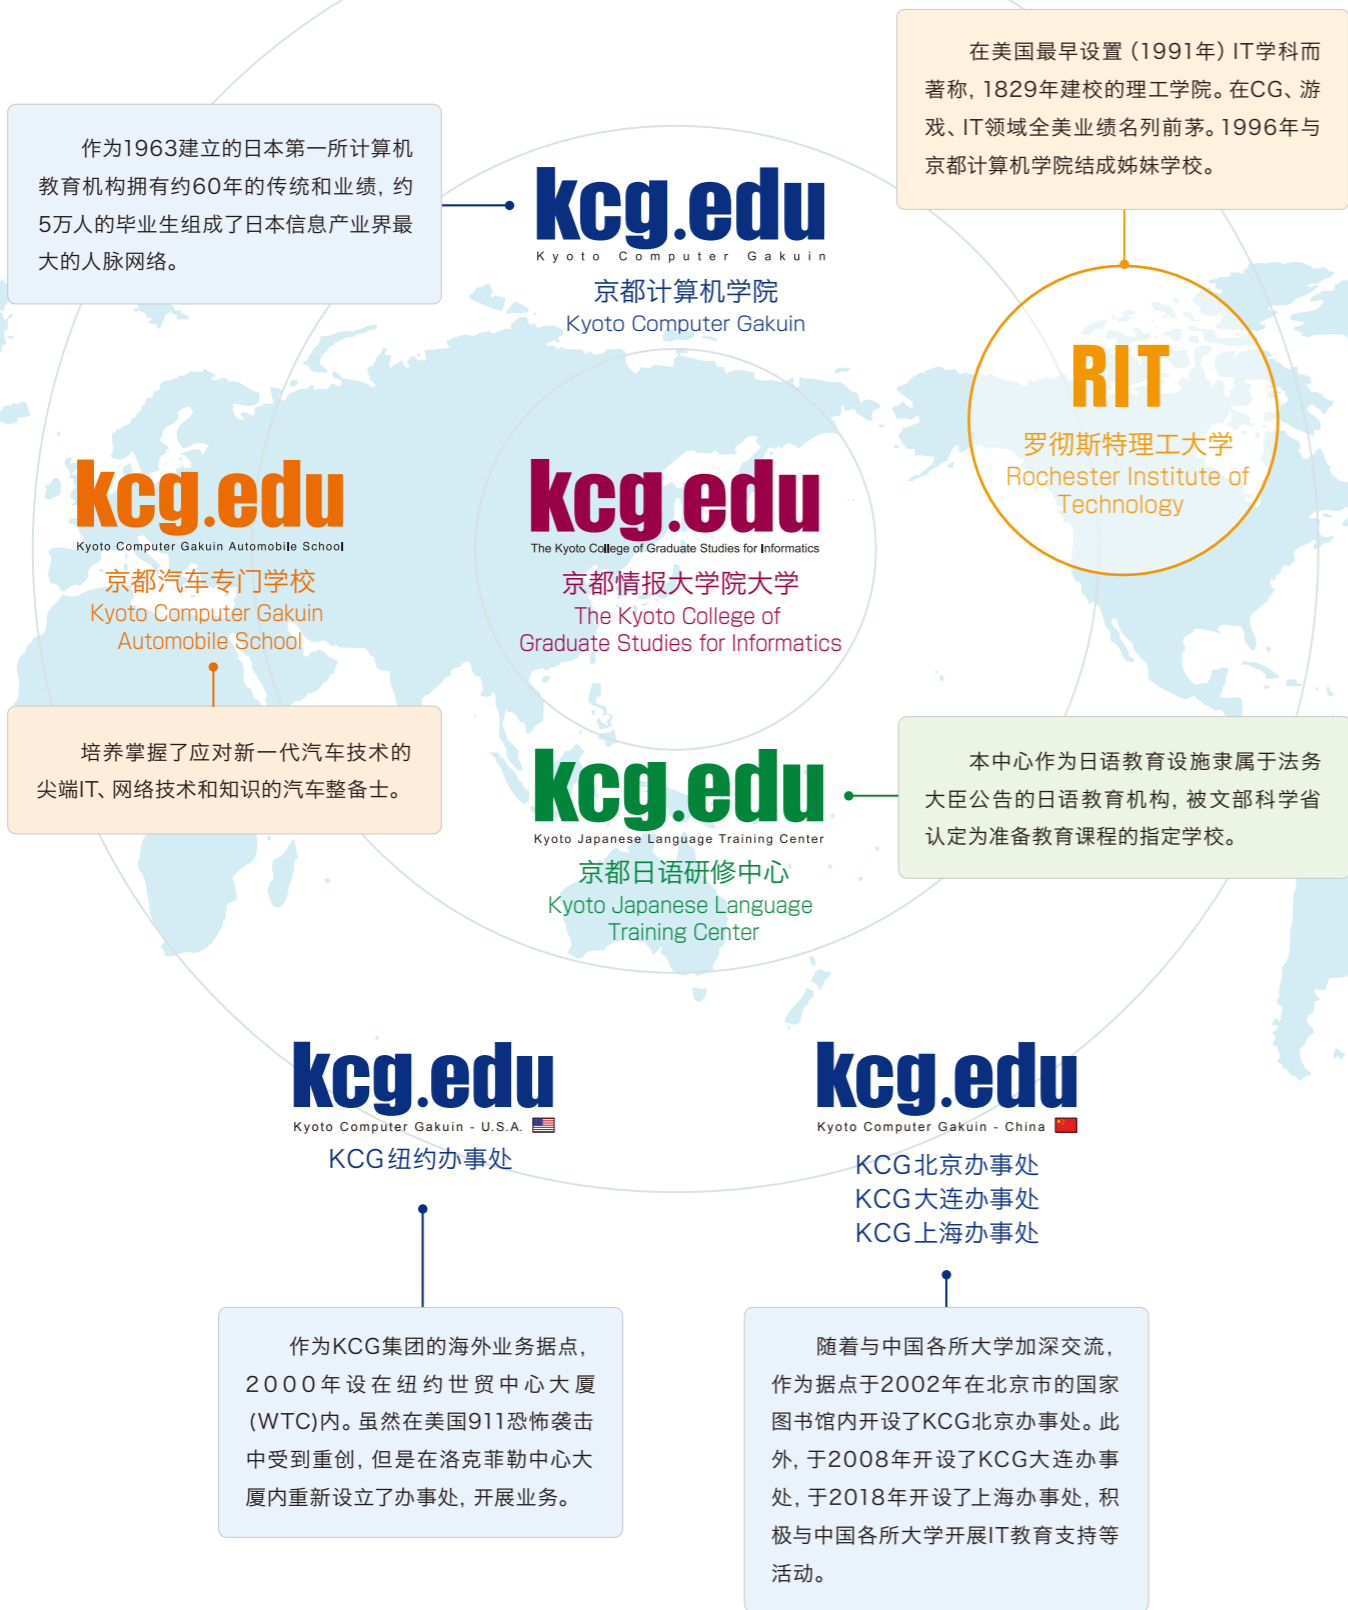 在美国最早设置（1991年）IT学科而
著称，1829年建校的理工学院。在CG、游
戏、IT领域全美业绩名列前茅。1996年与
京都计算机学院结成姊妹学校。
作为1963建立的日本第一所计算机
教育机构拥有约60年的传统和业绩，约
5万人的毕业生组成了日本信息产业界最
大的人脉网络。
kcg.edu
Kyoto Computer Gakuin
京都计算机学院
Kyoto Computer Gakuin
RIT
罗彻斯特理工大学
Rochester Institute of
Technology
kcg.edu
Kyoto Computer Gakuin Automobile School
京都汽车专门学校
Kyoto Computer Gakuin
Automobile School
kcg.edu
The Kyoto College of Graduate Studies for Informatics
京都情报大学院大学
The Kyoto College of
Graduate Studies for Informatics
培养掌握了应对新一代汽车技术的
尖端IT、网络技术和知识的汽车整备士。
kcg.edu
Kyoto Japanese Language Training Center
京都日语研修中心
Kyoto Japanese Language
Training Center
本中心作为日语教育设施隶属于法务
大臣公告的日语教育机构，被文部科学省
认定为准备教育课程的指定学校。
kcg.edu
Kyoto Computer Gakuin - U.S.A.
KCG纽约办事处
kcg.edu
Kyoto Computer Gakuin - China
KCG北京办事处
KCG大连办事处
KCG上海办事处
作为KCG集团的海外业务据点，
2000年设在纽约世贸中心大厦
(WTC)内。虽然在美国911恐怖袭击
中受到重创，但是在洛克菲勒中心大
厦内重新设立了办事处，开展业务。
随着与中国各所大学加深交流，
作为据点于2002年在北京市的国家
图书馆内开设了KCG北京办事处。此
外，于2008年开设了KCG大连办事
处，于2018年开设了上海办事处，积
极与中国各所大学开展IT教育支持等
活动。